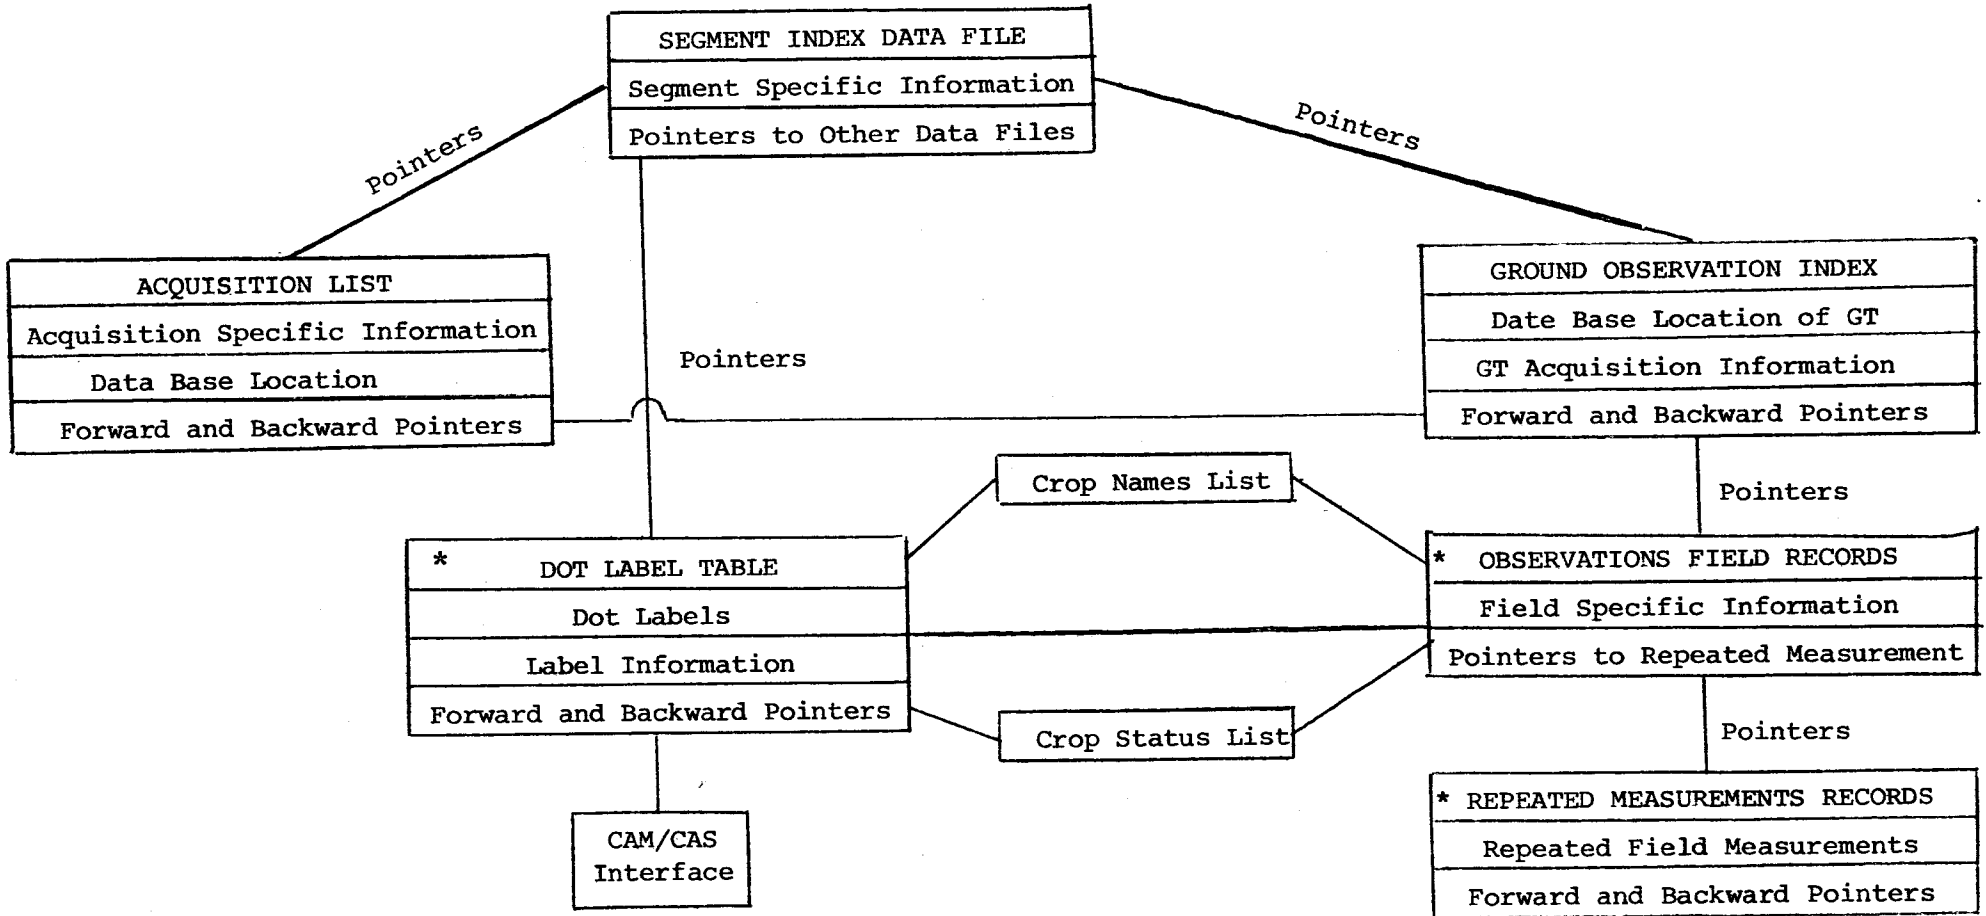 SEGMENT INDEX DATA FILE
Segment Specific Information
Pointers to Other Data Files
Pointers
Pointers
ACQUISITION LIST
Acquisition Specific Information
Data Base Location
Forward and Backward Pointers
Pointers
GROUND OBSERVATION INDEX
Date Base Location of GT
GT Acquisition Information
Forward and Backward Pointers
Crop Names List
Pointers
* DOT LABEL TABLE
Dot Labels
Label Information
Forward and Backward Pointers
* OBSERVATIONS FIELD RECORDS
Field Specific Information
Pointers to Repeated Measurement
Crop Status List
Pointers
CAM/CAS
Interface
* REPEATED MEASUREMENTS RECORDS
Repeated Field Measurements
Forward and Backward Pointers